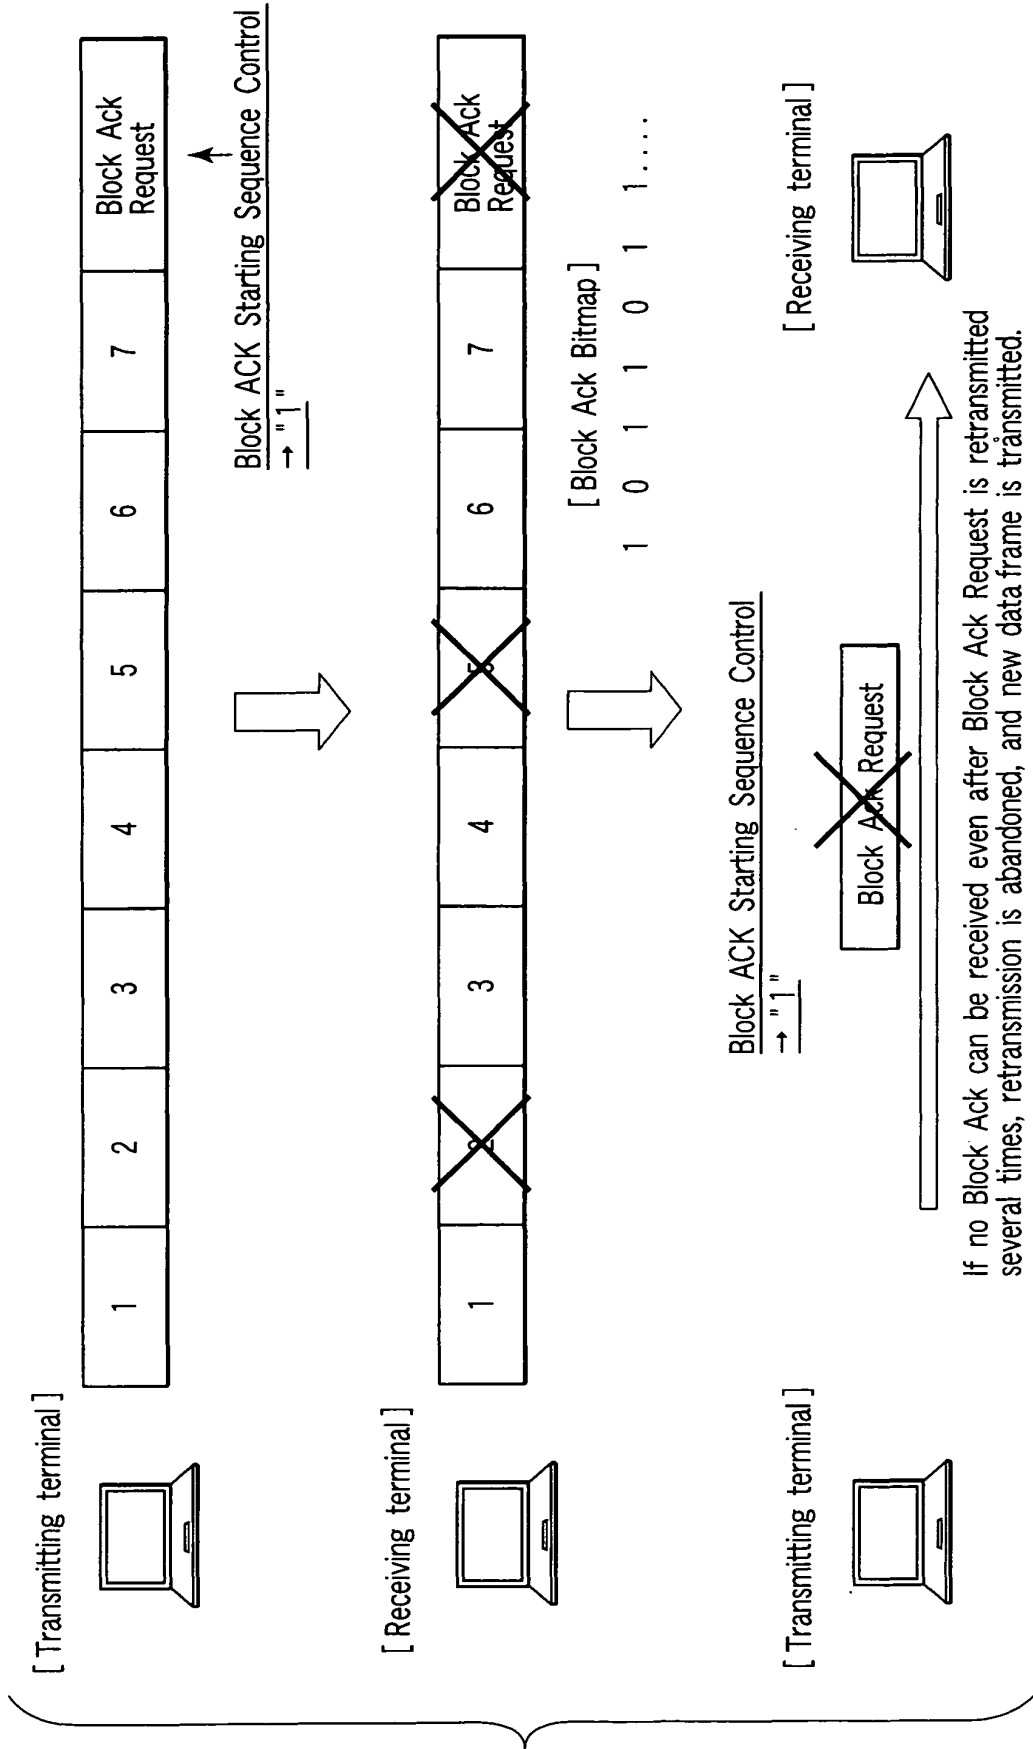 [ Transmitting terminal ]
1 2 3 4 5 6 7 Block Ack
Request
Block ACK Starting Sequence Control
→ "1"
[ Receiving terminal ]
1 2 3 4 5 6 7 Block Ack
Request
[ Block Ack Bitmap ]
1 0 1 1 0 1 1.....
Block ACK Starting Sequence Control
→ "1"
[ Transmitting terminal ]
Block Ack Request
[ Receiving terminal ]
If no Block Ack can be received even after Block Ack Request is retransmitted
several times, retransmission is abandoned, and new data frame is transmitted.